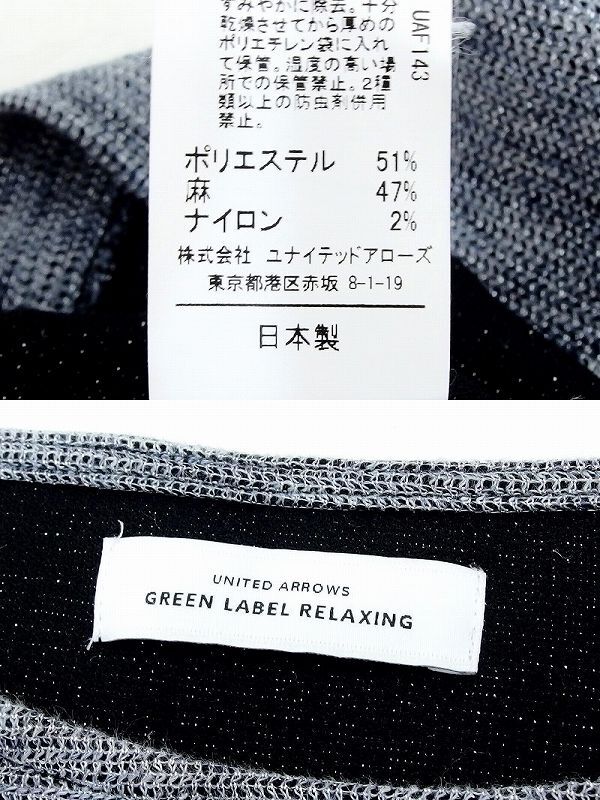 すみやかに除去。十分
乾燥させてから厚めの
ポリエチレン袋に入れ
て保管。温度の高い場
所での保管禁止。2種
類以上の防虫剤併用
禁止。
UAF143
ポリエステル 51%
麻 47%
ナイロン 2%
株式会社 ユナイテッドアローズ
東京都港区赤坂 8-1-19
日本製
UNITED ARROWS
GREEN LABEL RELAXING